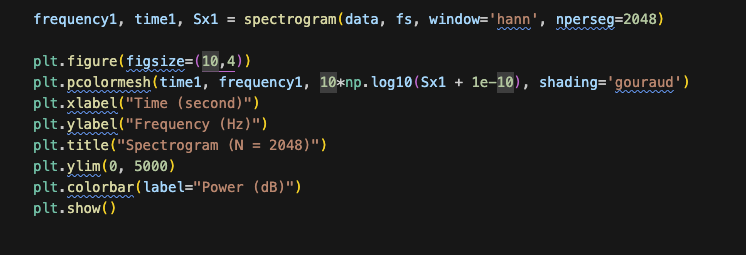 frequency1, time1, Sx1 = spectrogram(data, fs, window='hann', nperseg=2048)
plt.figure(figsize=(10,4))
plt.pcolormesh(time1, frequency1, 10*np.log10(Sx1 + 1e-10), shading='gouraud')
plt.xlabel("Time (second)")
plt.ylabel("Frequency (Hz)")
plt.title("Spectrogram (N = 2048)")
plt.ylim(0, 5000)
plt.colorbar(label="Power (dB)")
plt.show()